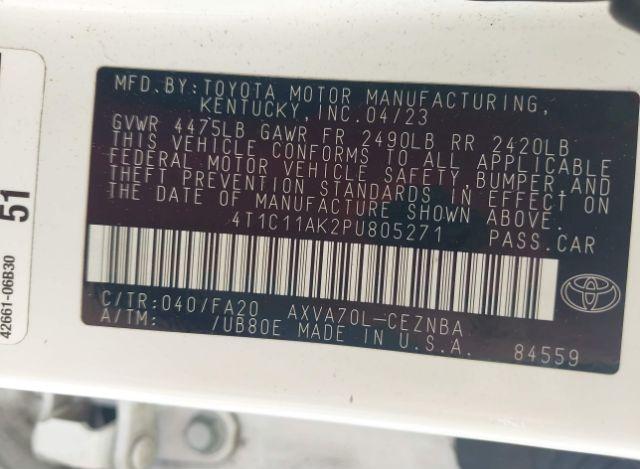 MFD.BY:TOYOTA MOTOR MANUFACTURING,
KENTUCKY, INC.04/23
GVWR 4475LB GAWR FR 2490LB RR 2420LB
THIS VEHICLE CONFORMS TO ALL APPLICABLE
FEDERAL MOTOR VEHICLE SAFETY,BUMPER,AND
THEFT PREVENTION STANDARDS IN EFFECT ON
THE DATE OF MANUFACTURE SHOWN ABOVE.
4T1C11AK2PU805271 PASS.CAR
C/TR:040/FA20 AXVA70L-CEZNBA
A/TM: /UB80E MADE IN U.S.A. 84559
51
42661-06B30